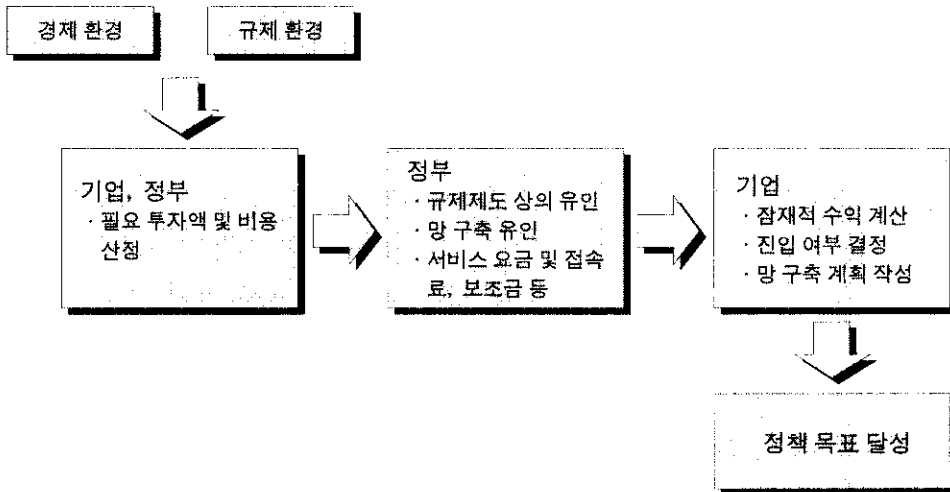 경제 환경
규제 환경
기업, 정부
· 필요 투자액 및 비용
산정
정부
· 규제제도 상의 유인
· 망 구축 유인
· 서비스 요금 및 접속
료, 보조금 등
기업
· 잠재적 수익 계산
· 진입 여부 결정
· 망 구축 계획 작성
정책 목표 달성